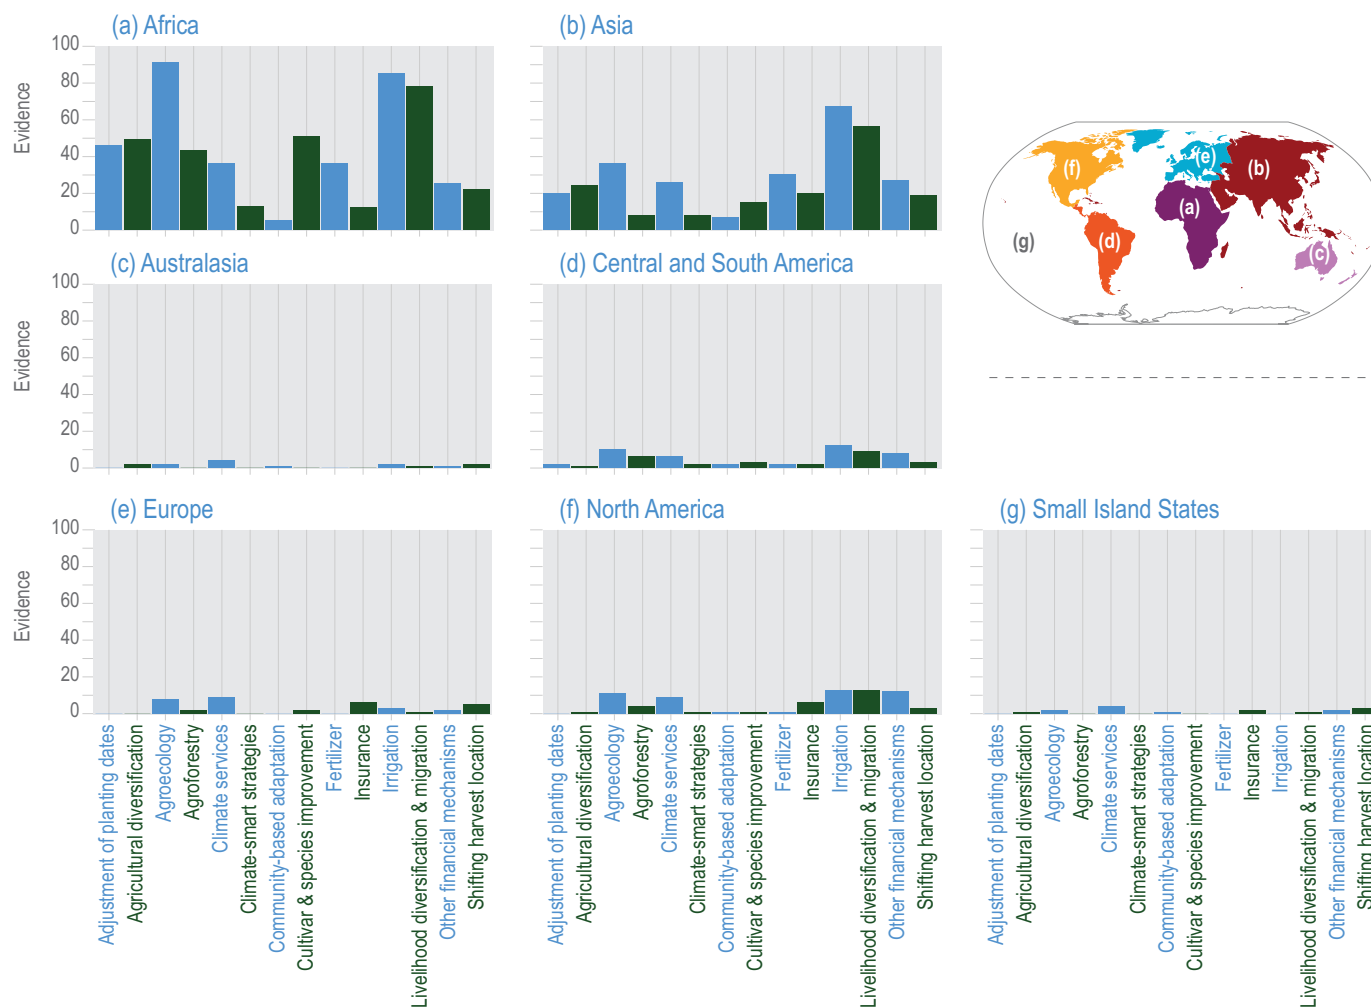 (a) Africa
(b) Asia
100
80
60
40
20
0
Evidence
(f)
(e)
(b)
(a)
(g)
(d)
(c)
(c) Australasia
(d) Central and South America
100
80
60
40
20
0
Evidence
(e) Europe
(f) North America
(g) Small Island States
100
80
60
40
20
0
Evidence
Adjustment of planting dates
Agricultural diversification
Agroecology
Agroforestry
Climate services
Climate-smart strategies
Community-based adaptation
Cultivar & species improvement
Fertilizer
Insurance
Irrigation
Livelihood diversification & migration
Other financial mechanisms
Shifting harvest location
Adjustment of planting dates
Agricultural diversification
Agroecology
Agroforestry
Climate services
Climate-smart strategies
Community-based adaptation
Cultivar & species improvement
Fertilizer
Insurance
Irrigation
Livelihood diversification & migration
Other financial mechanisms
Shifting harvest location
Adjustment of planting dates
Agricultural diversification
Agroecology
Agroforestry
Climate services
Climate-smart strategies
Community-based adaptation
Cultivar & species improvement
Fertilizer
Insurance
Irrigation
Livelihood diversification & migration
Other financial mechanisms
Shifting harvest location